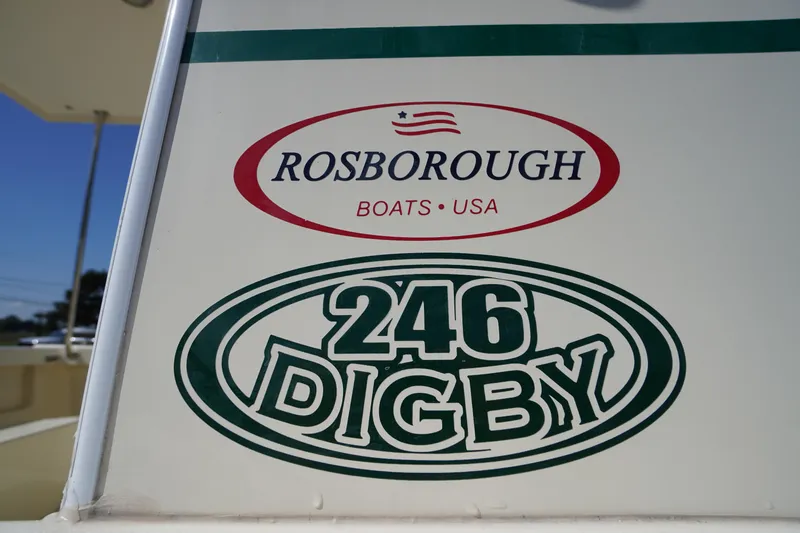 ROSBOROUGH
BOATS • USA
246
DIGBY